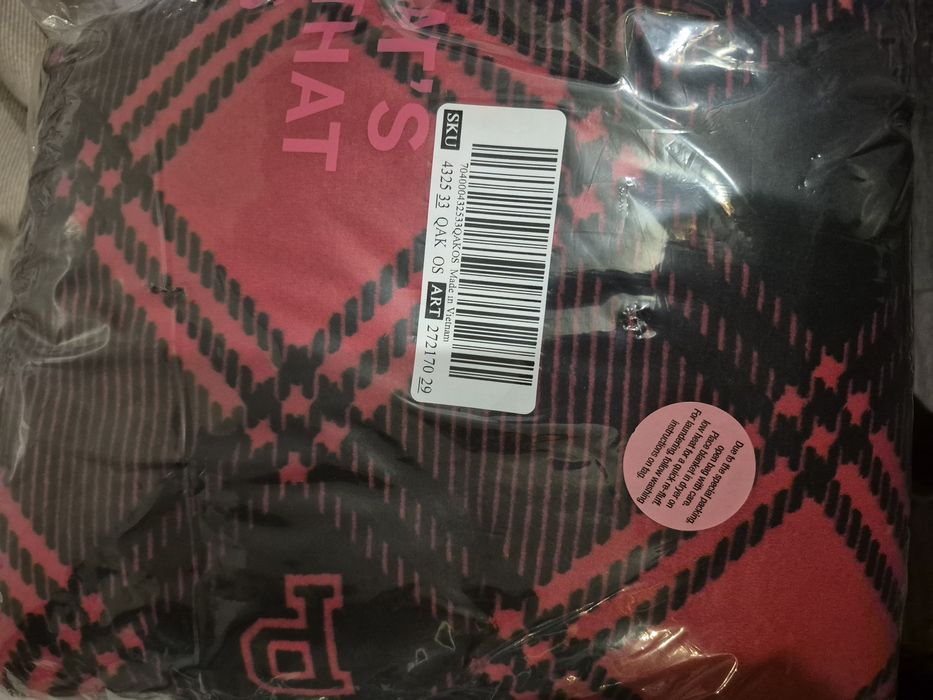 M'S
THAT
SKU
704000432533QAKOS Made in Vietnam
4325 33 QAK OS ART 272170 29
Due to the special packing,
open bag with care.
Place blanket in dryer on
low heat for a quick re-fluff.
For laundering, follow washing
instructions on tag.
P